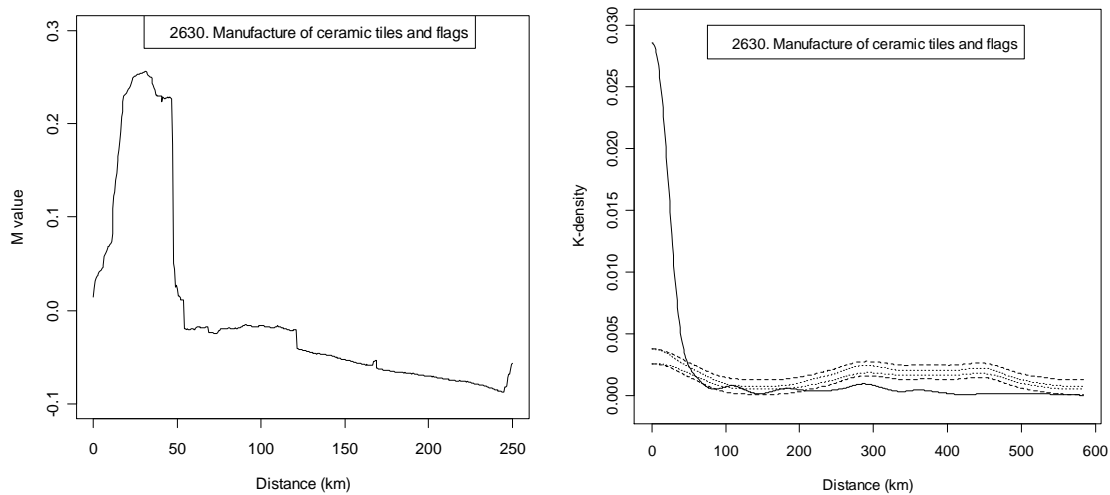 2630. Manufacture of ceramic tiles and flags
M value
0.3
0.2
0.1
0.0
-0.1
0 50 100 150 200 250
Distance (km)
2630. Manufacture of ceramic tiles and flags
K-density
0.030
0.025
0.020
0.015
0.010
0.005
0.000
0 100 200 300 400 500 600
Distance (km)